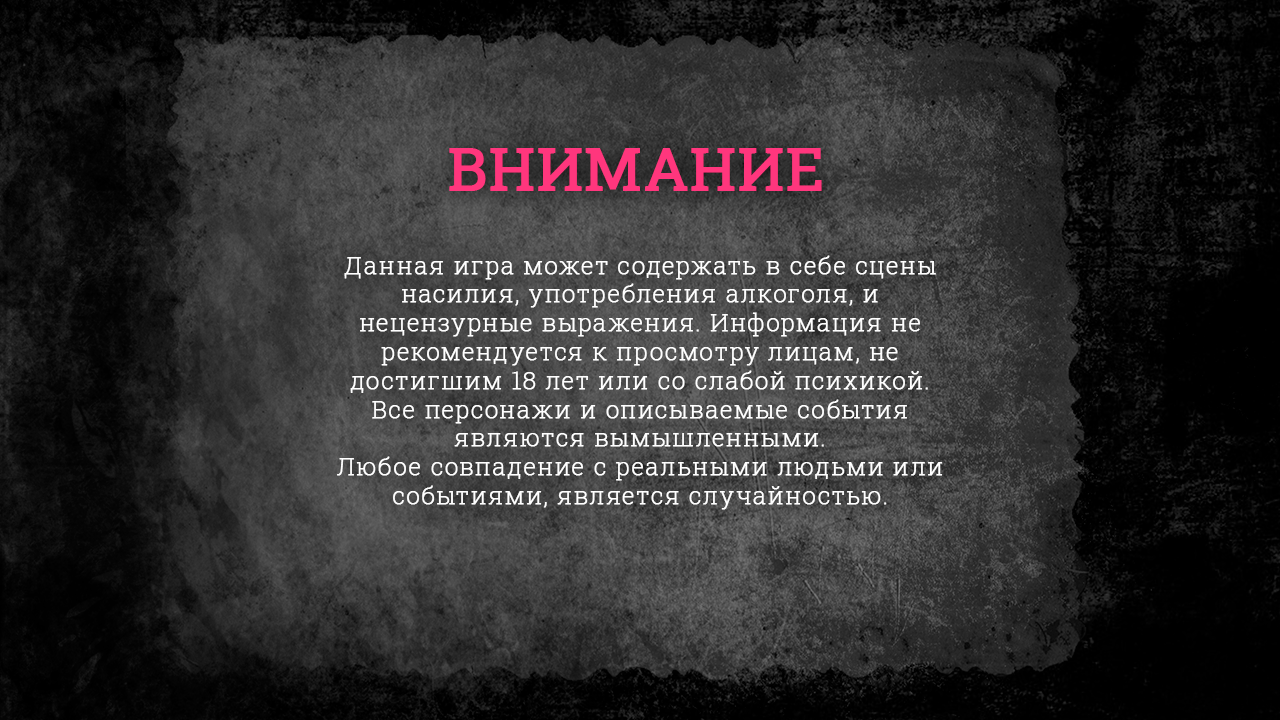 ВНИМАНИЕ
Данная игра может содержать в себе сцены
насилия, употребления алкоголя, и
нецензурные выражения. Информация не
рекомендуется к просмотру лицам, не
достигшим 18 лет или со слабой психикой.
Все персонажи и описываемые события
являются вымышленными.
Любое совпадение с реальными людьми или
событиями, является случайностью.